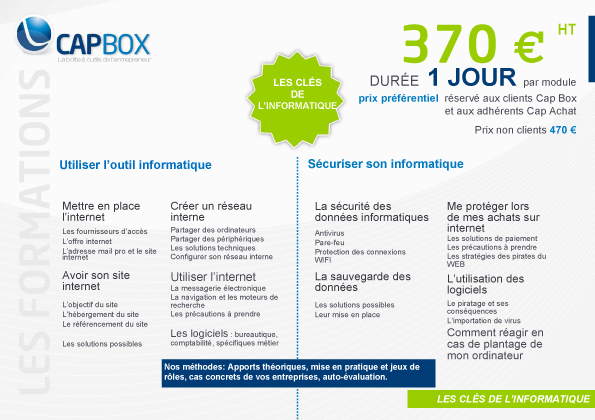 CAPBOX
La boîte à outils de l'entrepreneur
LES FORMATIONS
LES CLÉS
DE
L'INFORMATIQUE
370 € HT
DURÉE 1 JOUR par module
prix préférentiel réservé aux clients Cap Box
et aux adhérents Cap Achat
Prix non clients 470 €
Utiliser l'outil informatique
Mettre en place
l'internet
Les fournisseurs d'accès
L'offre internet
L'adresse mail pro et le site
internet
Avoir son site
internet
L'objectif du site
L'hébergement du site
Le référencement du site
Les solutions possibles
Créer un réseau
interne
Partager des ordinateurs
Partager des périphériques
Les solutions techniques
Configurer son réseau interne
Utiliser l'internet
La messagerie électronique
La navigation et les moteurs de
recherche
Les précautions à prendre
Les logiciels : bureautique,
comptabilité, spécifiques métier
Sécuriser son informatique
La sécurité des
données informatiques
Antivirus
Pare-feu
Protection des connexions
WIFI
La sauvegarde des
données
Les solutions possibles
Leur mise en place
Me protéger lors
de mes achats sur
internet
Les solutions de paiement
Les précautions à prendre
Les stratégies des pirates du
WEB
L'utilisation des
logiciels
Le piratage et ses
conséquences
L'importation de virus
Comment réagir en
cas de plantage de
mon ordinateur
Nos méthodes: Apports théoriques, mise en pratique et jeux de
rôles, cas concrets de vos entreprises, auto-évaluation.
LES CLÉS DE L'INFORMATIQUE